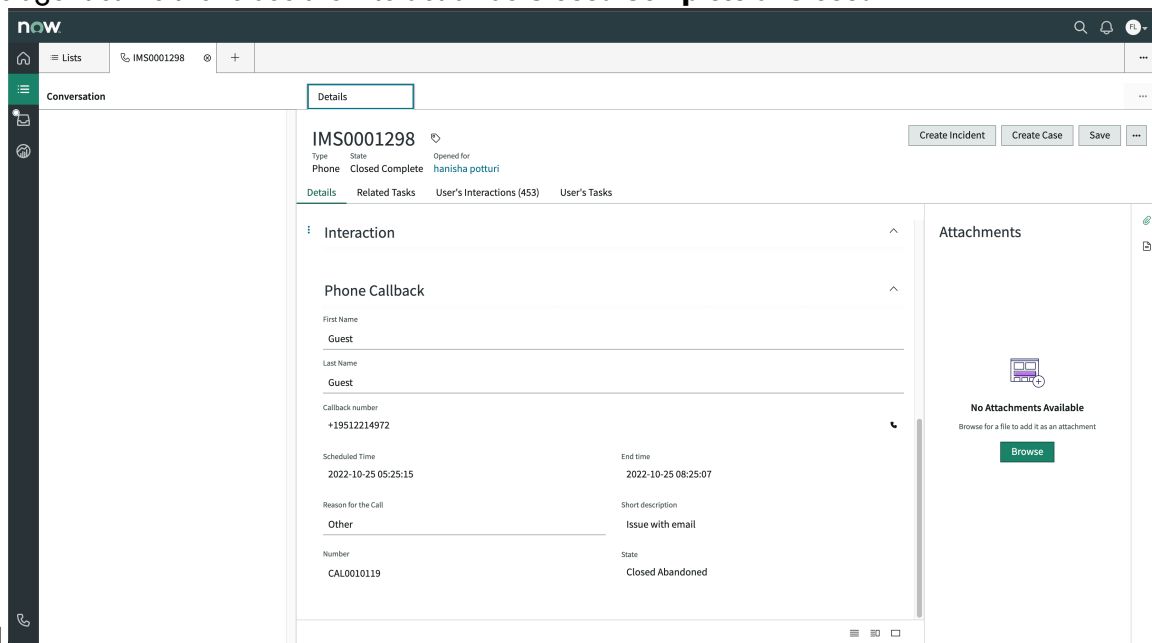 now.
FL
Lists
IMS0001298
Conversation
Details
IMS0001298
Create Incident
Create Case
Save
Type
State
Opened for
Phone
Closed Complete
hanisha potturi
Details
Related Tasks
User's Interactions (453)
User's Tasks
Interaction
Attachments
Phone Callback
First Name
Guest
Last Name
Guest
Callback number
+19512214972
No Attachments Available
Browse for a file to add it as an attachment
Browse
Scheduled Time
End time
2022-10-25 05:25:15
2022-10-25 08:25:07
Reason for the Call
Short description
Other
Issue with email
Number
State
CAL0010119
Closed Abandoned